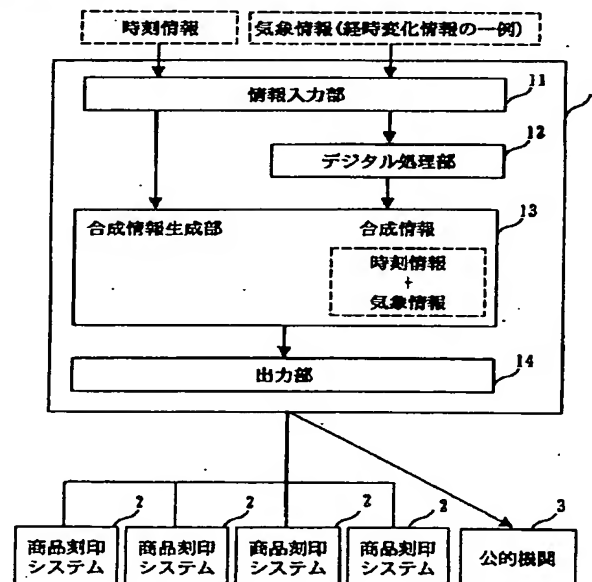 時刻情報
気象情報(経時変化情報の一例)
11
情報入力部
12
デジタル処理部
13
合成情報生成部
合成情報
時刻情報
+
気象情報
14
出力部
2
2
2
2
3
商品刻印
システム
商品刻印
システム
商品刻印
システム
商品刻印
システム
公的機関